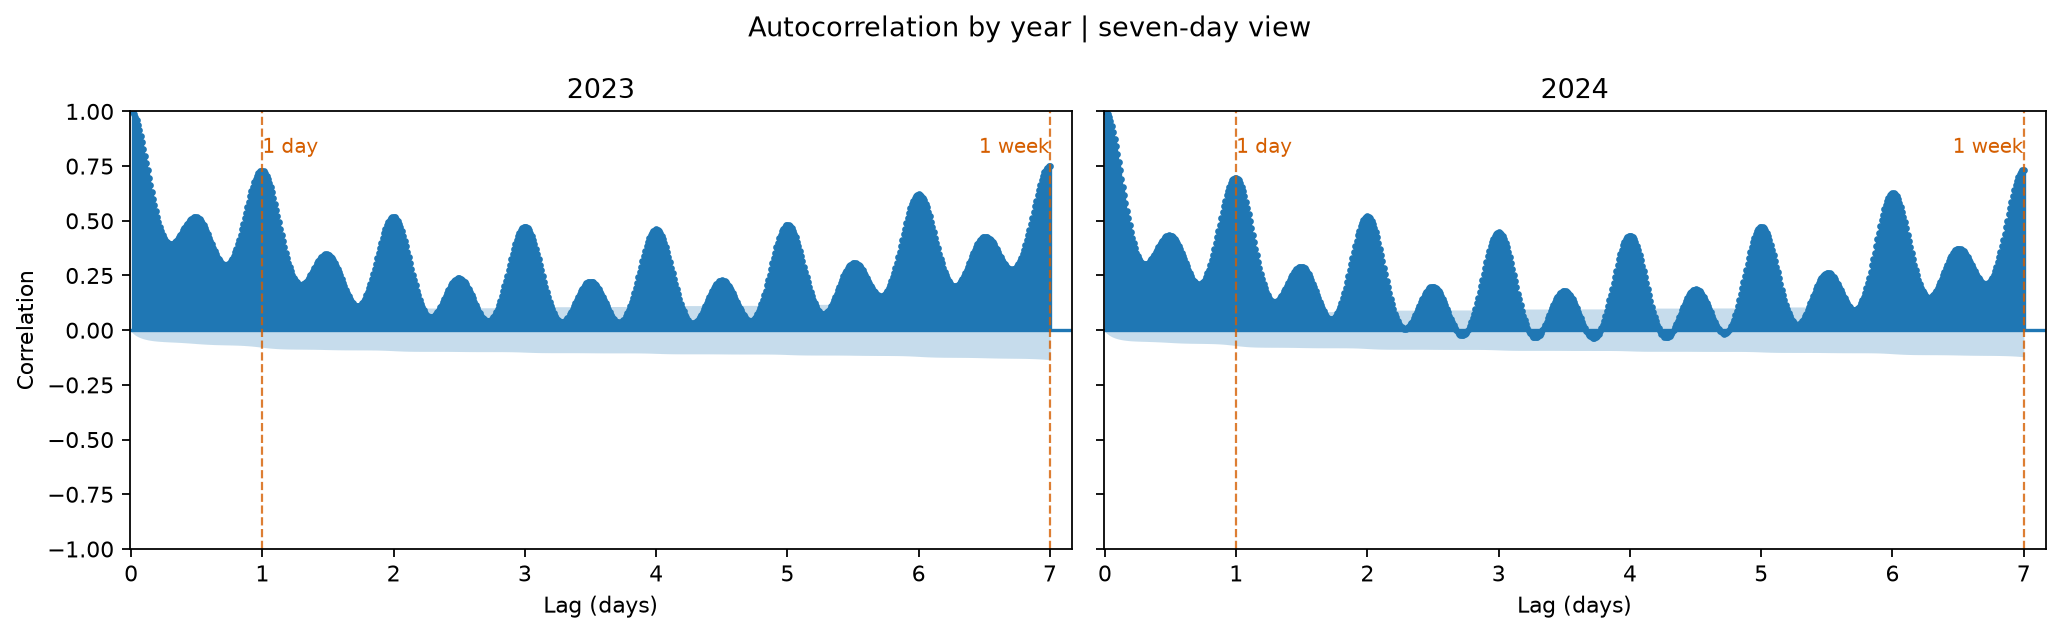 Autocorrelation by year | seven-day view
2023
2024
Correlation
1.00
0.75
0.50
0.25
0.00
−0.25
−0.50
−0.75
−1.00
1 day
1 week
1 day
1 week
0 1 2 3 4 5 6 7
0 1 2 3 4 5 6 7
Lag (days)
Lag (days)